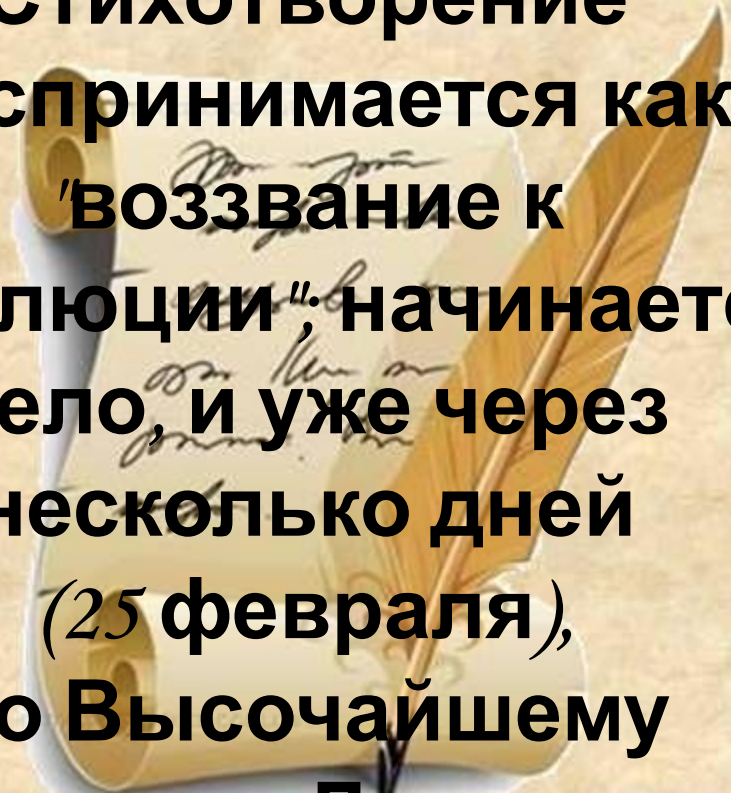 Стихотворение
спринимается как
"воззвание к
люции"; начинает
ело, и уже через
несколько дней
(25 февраля),
о Высочайшему